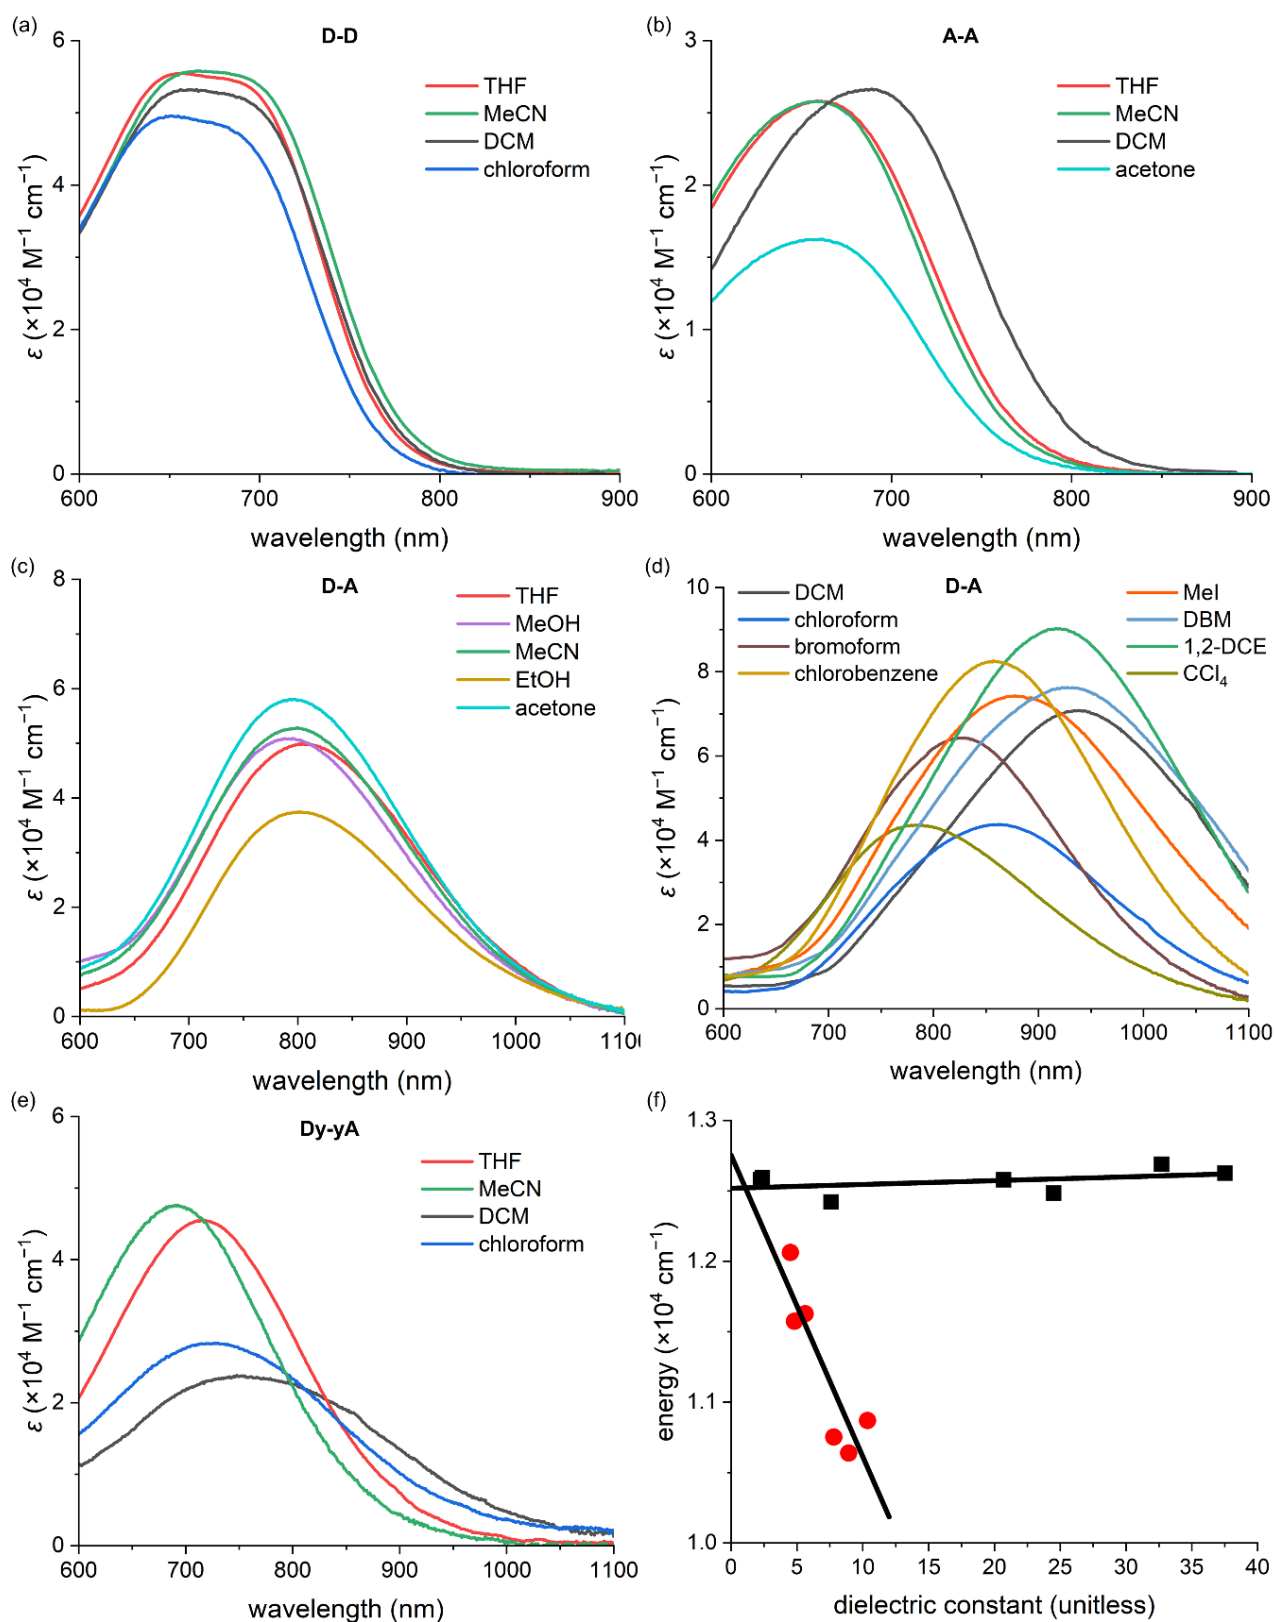 (a)
D-D
6
4
2
0
THF
MeCN
DCM
chloroform
ε (×10⁴ M⁻¹ cm⁻¹)
600 700 800 900
wavelength (nm)
(b)
A-A
3
2
1
0
THF
MeCN
DCM
acetone
ε (×10⁴ M⁻¹ cm⁻¹)
600 700 800 900
wavelength (nm)
(c)
D-A
8
6
4
2
0
THF
MeOH
MeCN
EtOH
acetone
ε (×10⁴ M⁻¹ cm⁻¹)
600 700 800 900 1000 110
wavelength (nm)
(d)
D-A
10
8
6
4
2
0
DCM
chloroform
bromoform
chlorobenzene
MeI
DBM
1,2-DCE
CCl₄
ε (×10⁴ M⁻¹ cm⁻¹)
600 700 800 900 1000 1100
wavelength (nm)
(e)
Dy-yA
6
4
2
0
THF
MeCN
DCM
chloroform
ε (×10⁴ M⁻¹ cm⁻¹)
600 700 800 900 1000 1100
wavelength (nm)
(f)
1.3
1.2
1.1
1.0
energy (×10⁴ cm⁻¹)
0 5 10 15 20 25 30 35 40
dielectric constant (unitless)